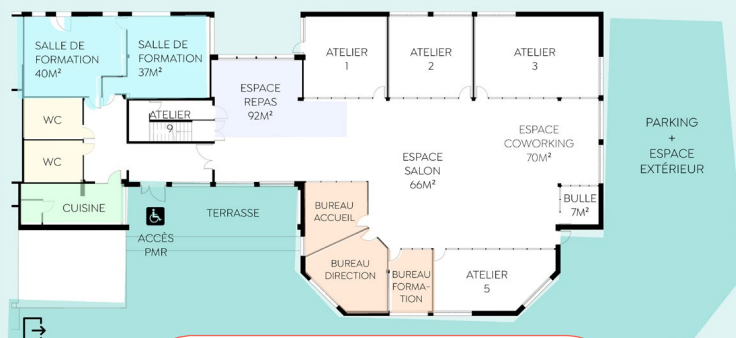 SALLE DE
FORMATION
40M²
SALLE DE
FORMATION
37M²
ESPACE
REPAS
92M²
ATELIER
1
ATELIER
2
ATELIER
3
WC
ATELIER
9
WC
CUISINE
ACCÈS
PMR
TERRASSE
ESPACE
SALON
66M²
ESPACE
COWORKING
70M²
BULLE
7M²
PARKING
+
ESPACE
EXTÉRIEUR
BUREAU
ACCUEIL
BUREAU
DIRECTION
BUREAU
FORMA-
TION
ATELIER
5